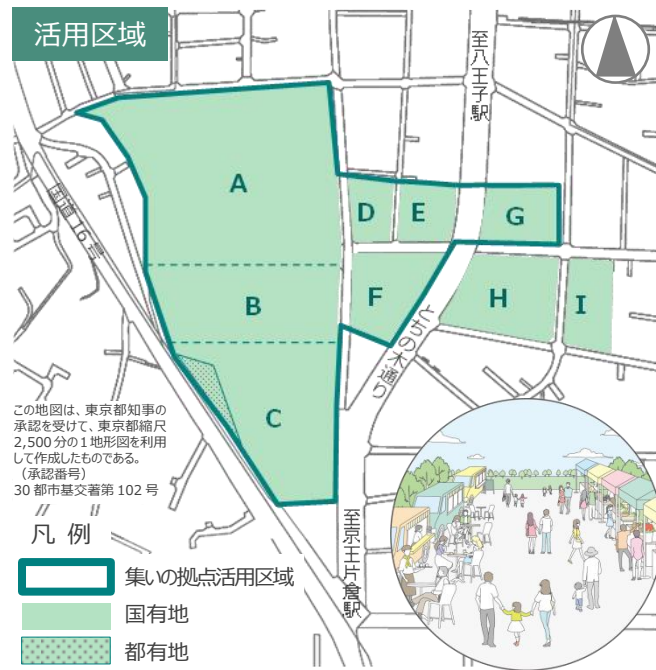 活用区域
至八王子駅
A
D
E
G
国道16号
B
F
H
I
とちの木通り
C
この地図は、東京都知事の
承認を受けて、東京都縮尺
2,500分の1地形図を利用
して作成したものである。
(承認番号)
30都市基交著第102号
至京王片倉駅
凡 例
集いの拠点活用区域
国有地
都有地